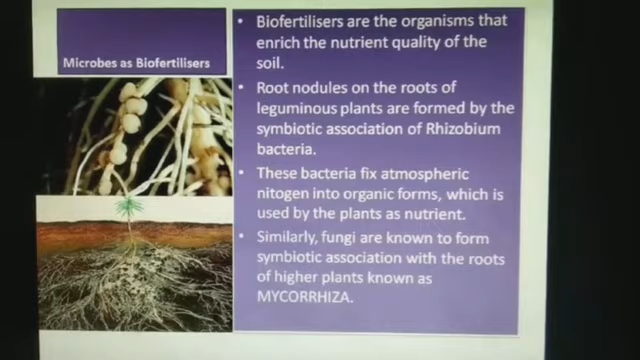 Microbes as Biofertilisers
• Biofertilisers are the organisms that
enrich the nutrient quality of the
soil.
• Root nodules on the roots of
leguminous plants are formed by the
symbiotic association of Rhizobium
bacteria.
• These bacteria fix atmospheric
nitogen into organic forms, which is
used by the plants as nutrient.
• Similarly, fungi are known to form
symbiotic association with the roots
of higher plants known as
MYCORRHIZA.